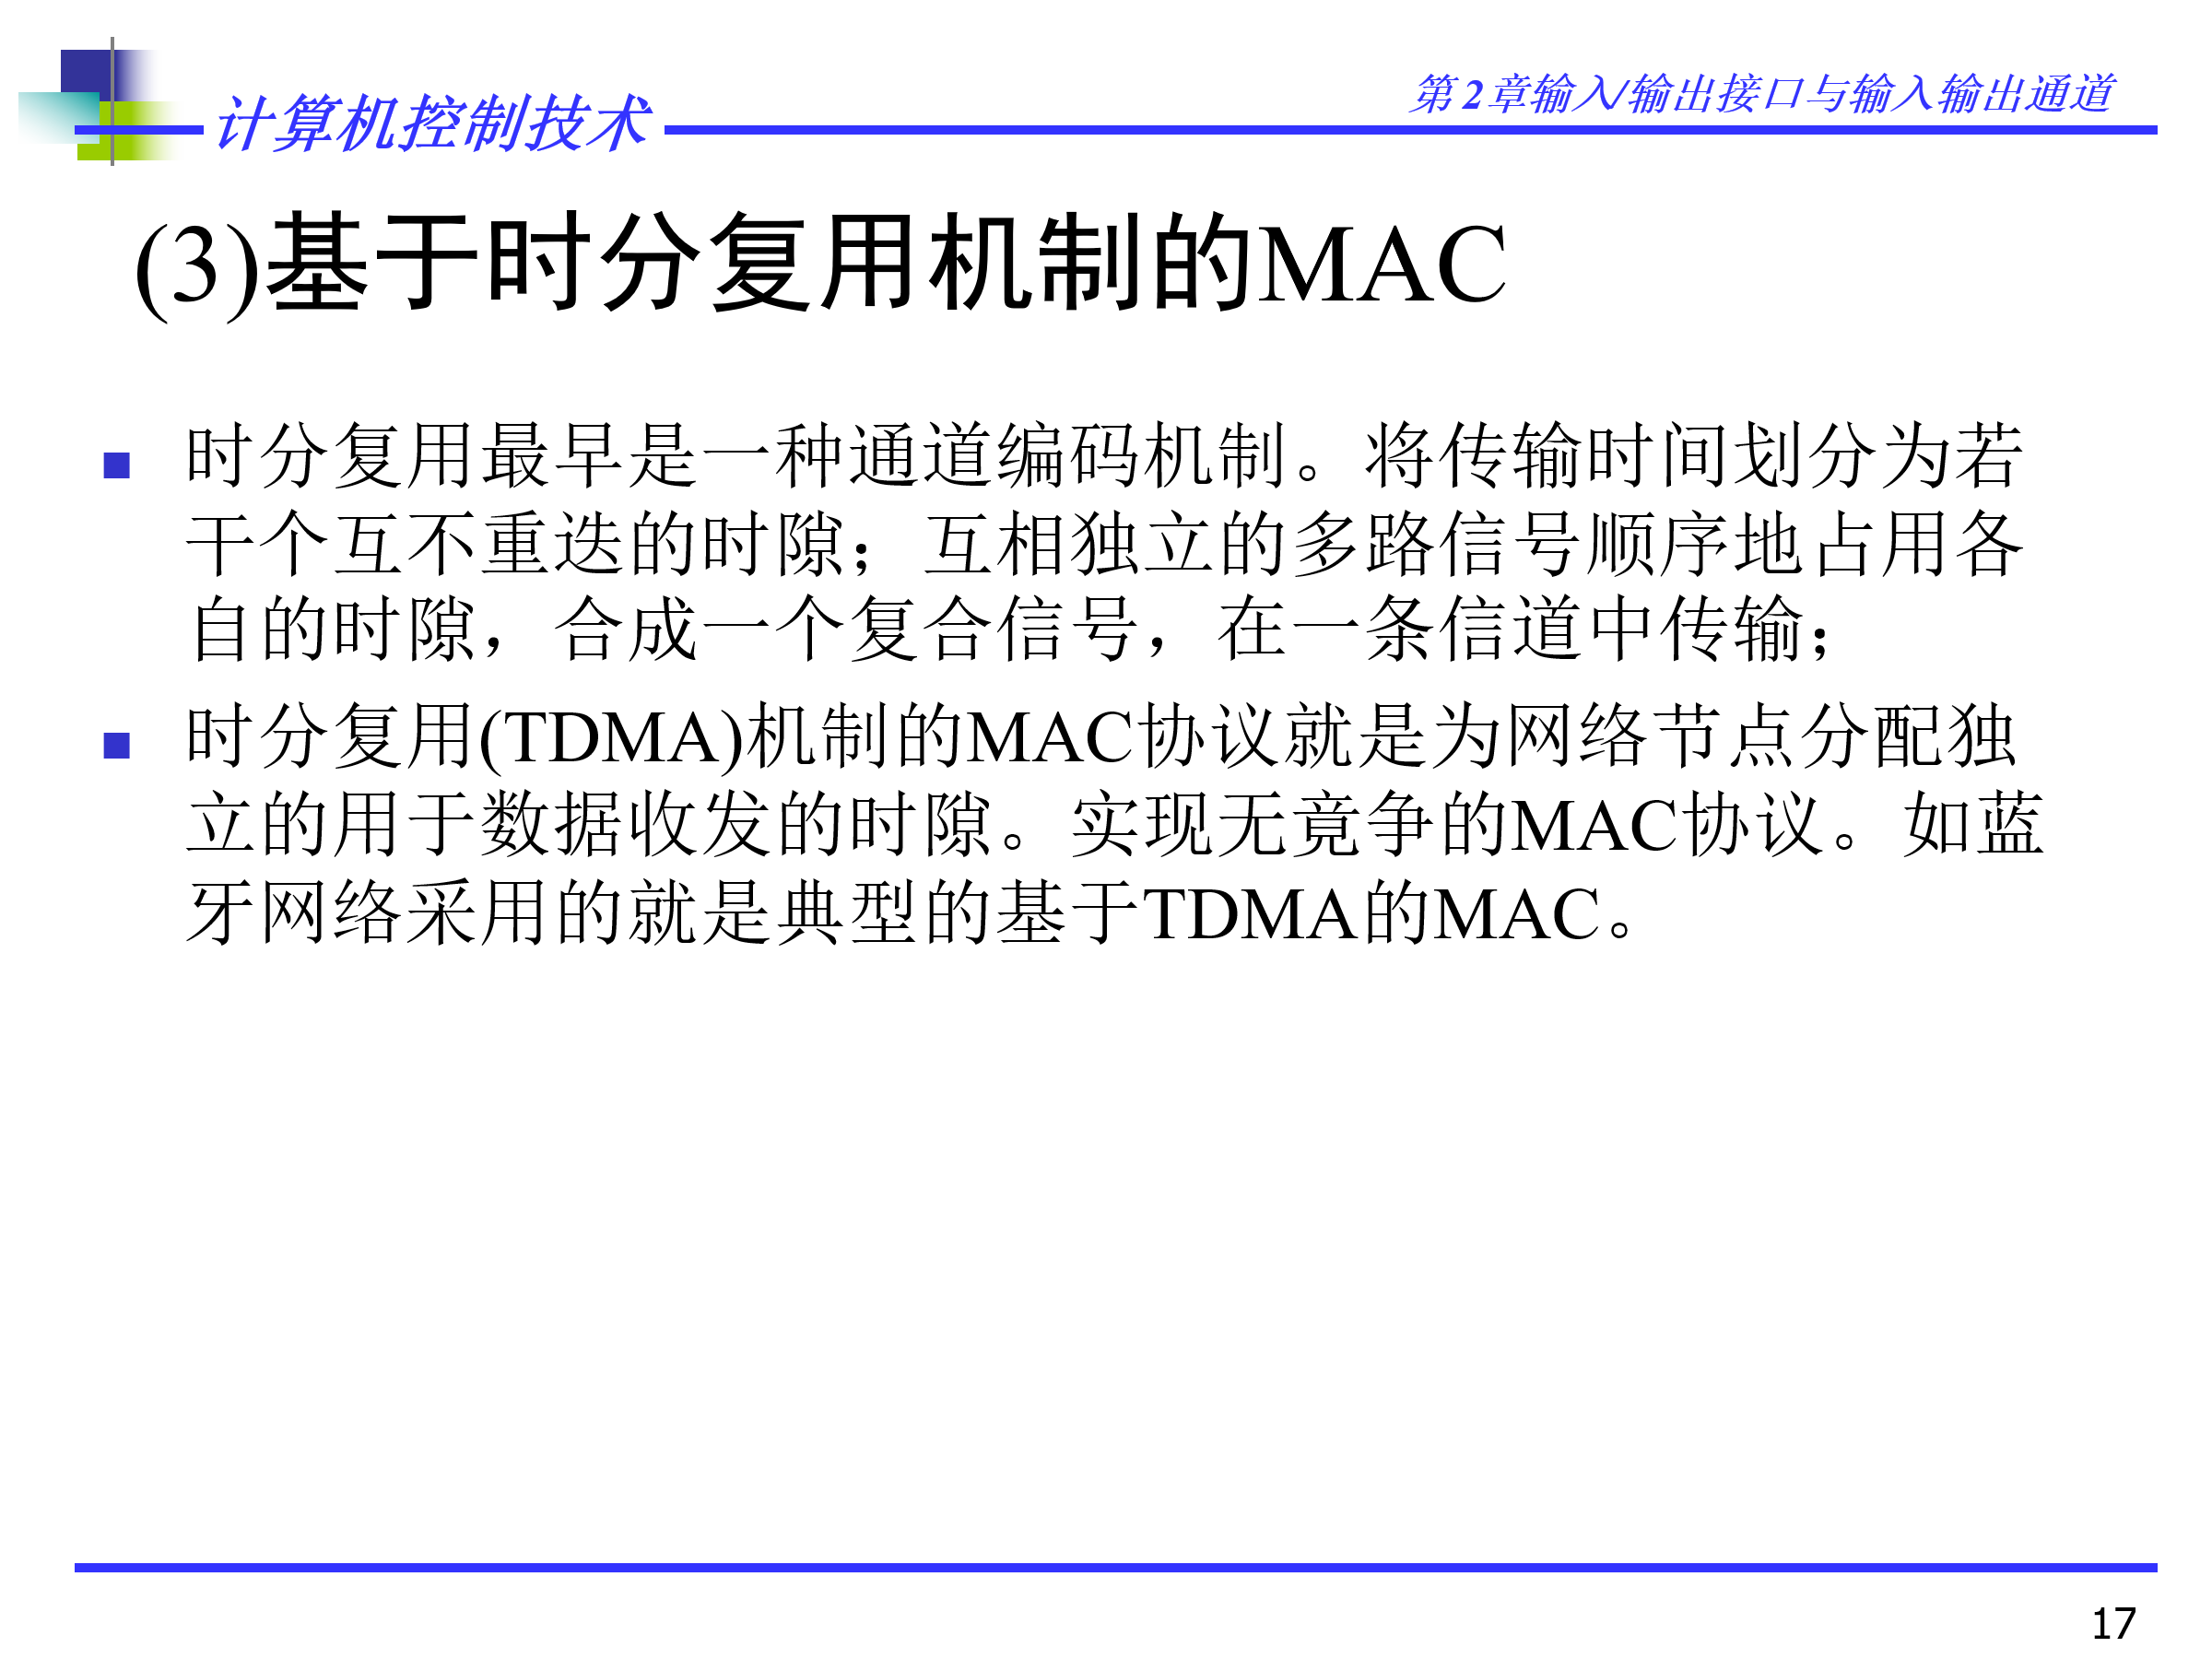 计算机控制技术
第2章输入/输出接口与输入输出通道
(3)基于时分复用机制的MAC
时分复用最早是一种通道编码机制。将传输时间划分为若
干个互不重迭的时隙；互相独立的多路信号顺序地占用各
自的时隙，合成一个复合信号，在一条信道中传输；
时分复用(TDMA)机制的MAC协议就是为网络节点分配独
立的用于数据收发的时隙。实现无竟争的MAC协议。如蓝
牙网络采用的就是典型的基于TDMA的MAC。
17